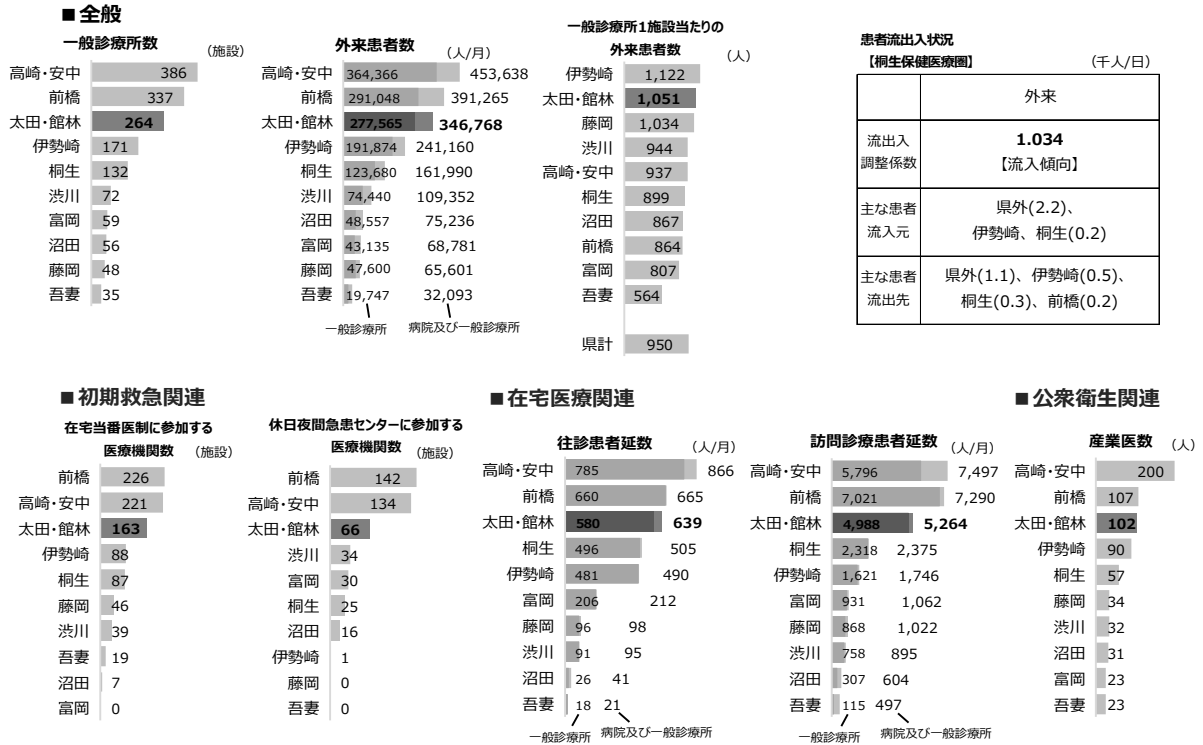 ■全般
一般診療所数 （施設）
高崎・安中 386
前橋 337
太田・館林 264
伊勢崎 171
桐生 132
渋川 72
富岡 59
沼田 56
藤岡 48
吾妻 35
外来患者数 （人/月）
高崎・安中 364,366 453,638
前橋 291,048 391,265
太田・館林 277,565 346,768
伊勢崎 191,874 241,160
桐生 123,680 161,990
渋川 74,440 109,352
沼田 48,557 75,236
富岡 43,135 68,781
藤岡 47,600 65,601
吾妻 19,747 32,093
一般診療所 病院及び一般診療所
一般診療所1施設当たりの
外来患者数 （人）
伊勢崎 1,122
太田・館林 1,051
藤岡 1,034
渋川 944
高崎・安中 937
桐生 899
沼田 867
前橋 864
富岡 807
吾妻 564
県計 950
患者流出入状況
【桐生保健医療圏】 （千人/日）
外来
流出入
調整係数
1.034
【流入傾向】
主な患者
流入元
県外(2.2)、
伊勢崎、桐生(0.2)
主な患者
流出先
県外(1.1)、伊勢崎(0.5)、
桐生(0.3)、前橋(0.2)
■初期救急関連
在宅当番医制に参加する
医療機関数 （施設）
前橋 226
高崎・安中 221
太田・館林 163
伊勢崎 88
桐生 87
藤岡 46
渋川 39
吾妻 19
沼田 7
富岡 0
休日夜間急患センターに参加する
医療機関数 （施設）
前橋 142
高崎・安中 134
太田・館林 66
渋川 34
富岡 30
桐生 25
沼田 16
伊勢崎 1
藤岡 0
吾妻 0
■在宅医療関連
往診患者延数 （人/月）
高崎・安中 785 866
前橋 660 665
太田・館林 580 639
桐生 496 505
伊勢崎 481 490
富岡 206 212
藤岡 96 98
渋川 91 95
沼田 26 41
吾妻 18 21
一般診療所 病院及び一般診療所
訪問診療患者延数 （人/月）
高崎・安中 5,796 7,497
前橋 7,021 7,290
太田・館林 4,988 5,264
桐生 2,318 2,375
伊勢崎 1,621 1,746
富岡 931 1,062
藤岡 868 1,022
渋川 758 895
沼田 307 604
吾妻 115 497
一般診療所 病院及び一般診療所
■公衆衛生関連
産業医数 （人）
高崎・安中 200
前橋 107
太田・館林 102
伊勢崎 90
桐生 57
藤岡 34
渋川 32
沼田 31
富岡 23
吾妻 23